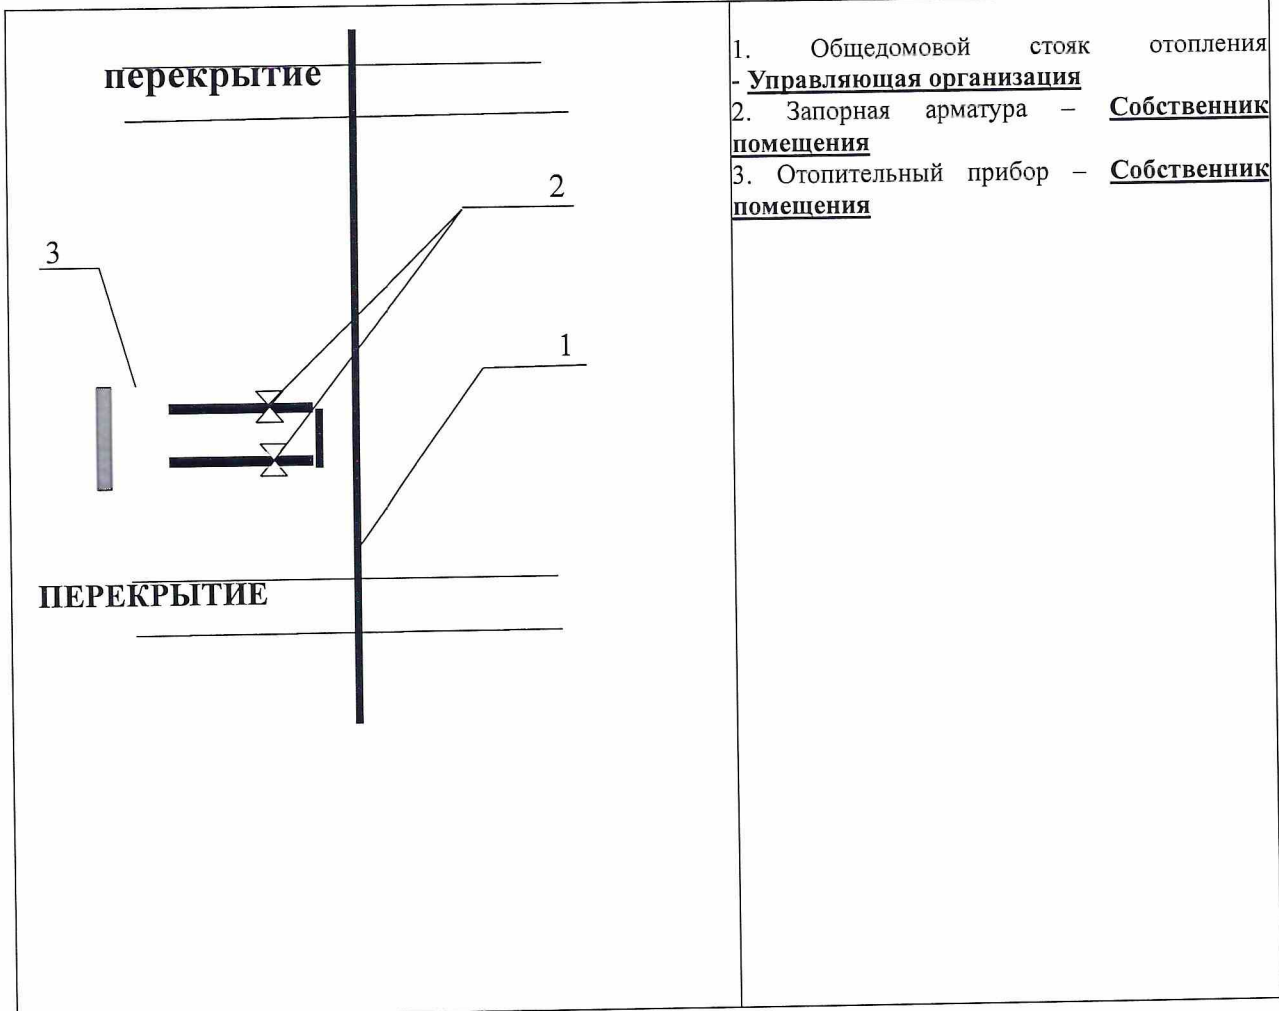 перекрытие
2
3
1
ПЕРЕКРЫТИЕ
1. Общедомовой стояк отопления
- Управляющая организация
2. Запорная арматура – Собственник
помещения
3. Отопительный прибор – Собственник
помещения